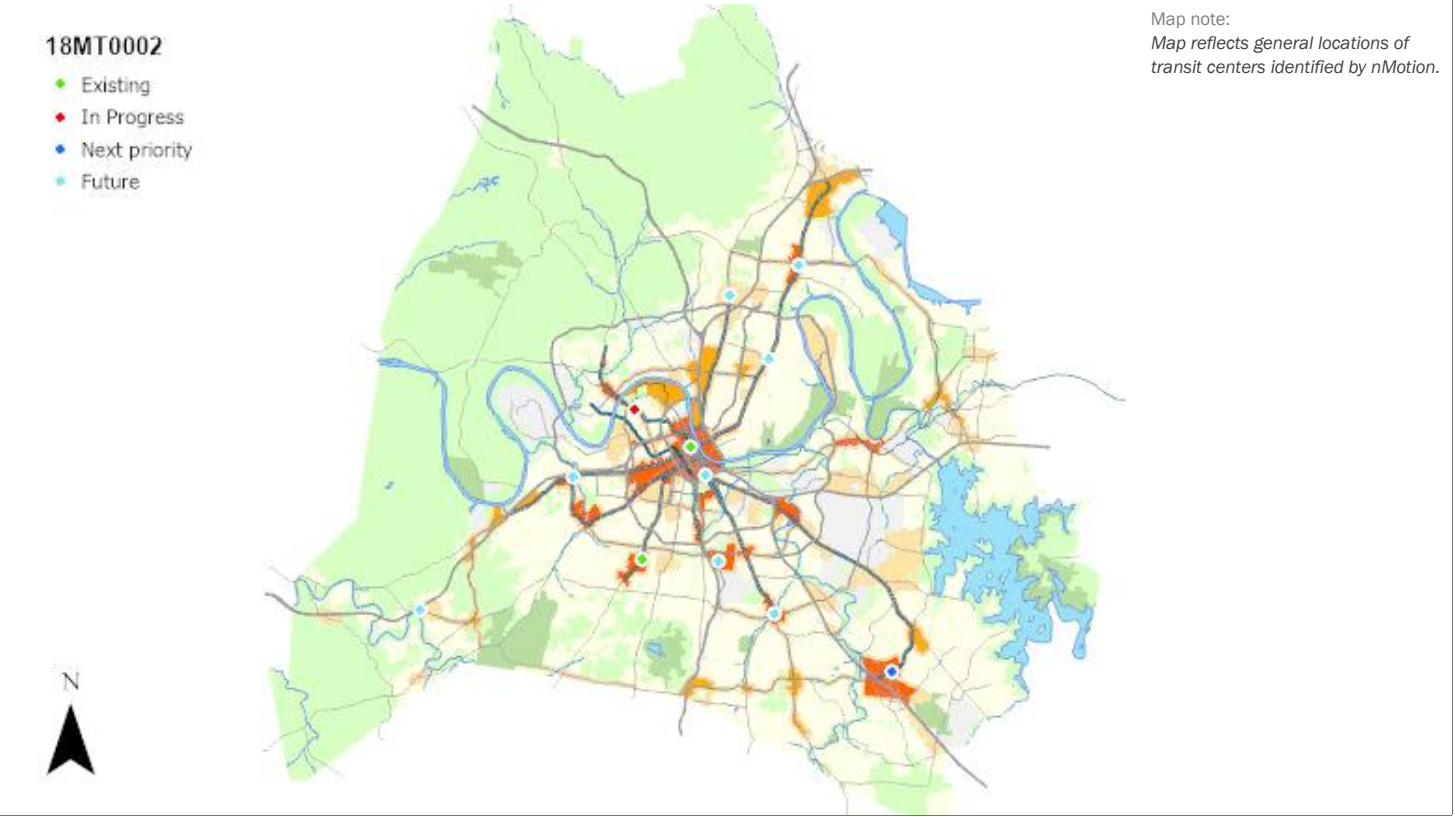 18MT0002
Existing
In Progress
Next priority
Future
Map note:
Map reflects general locations of
transit centers identified by nMotion.
N